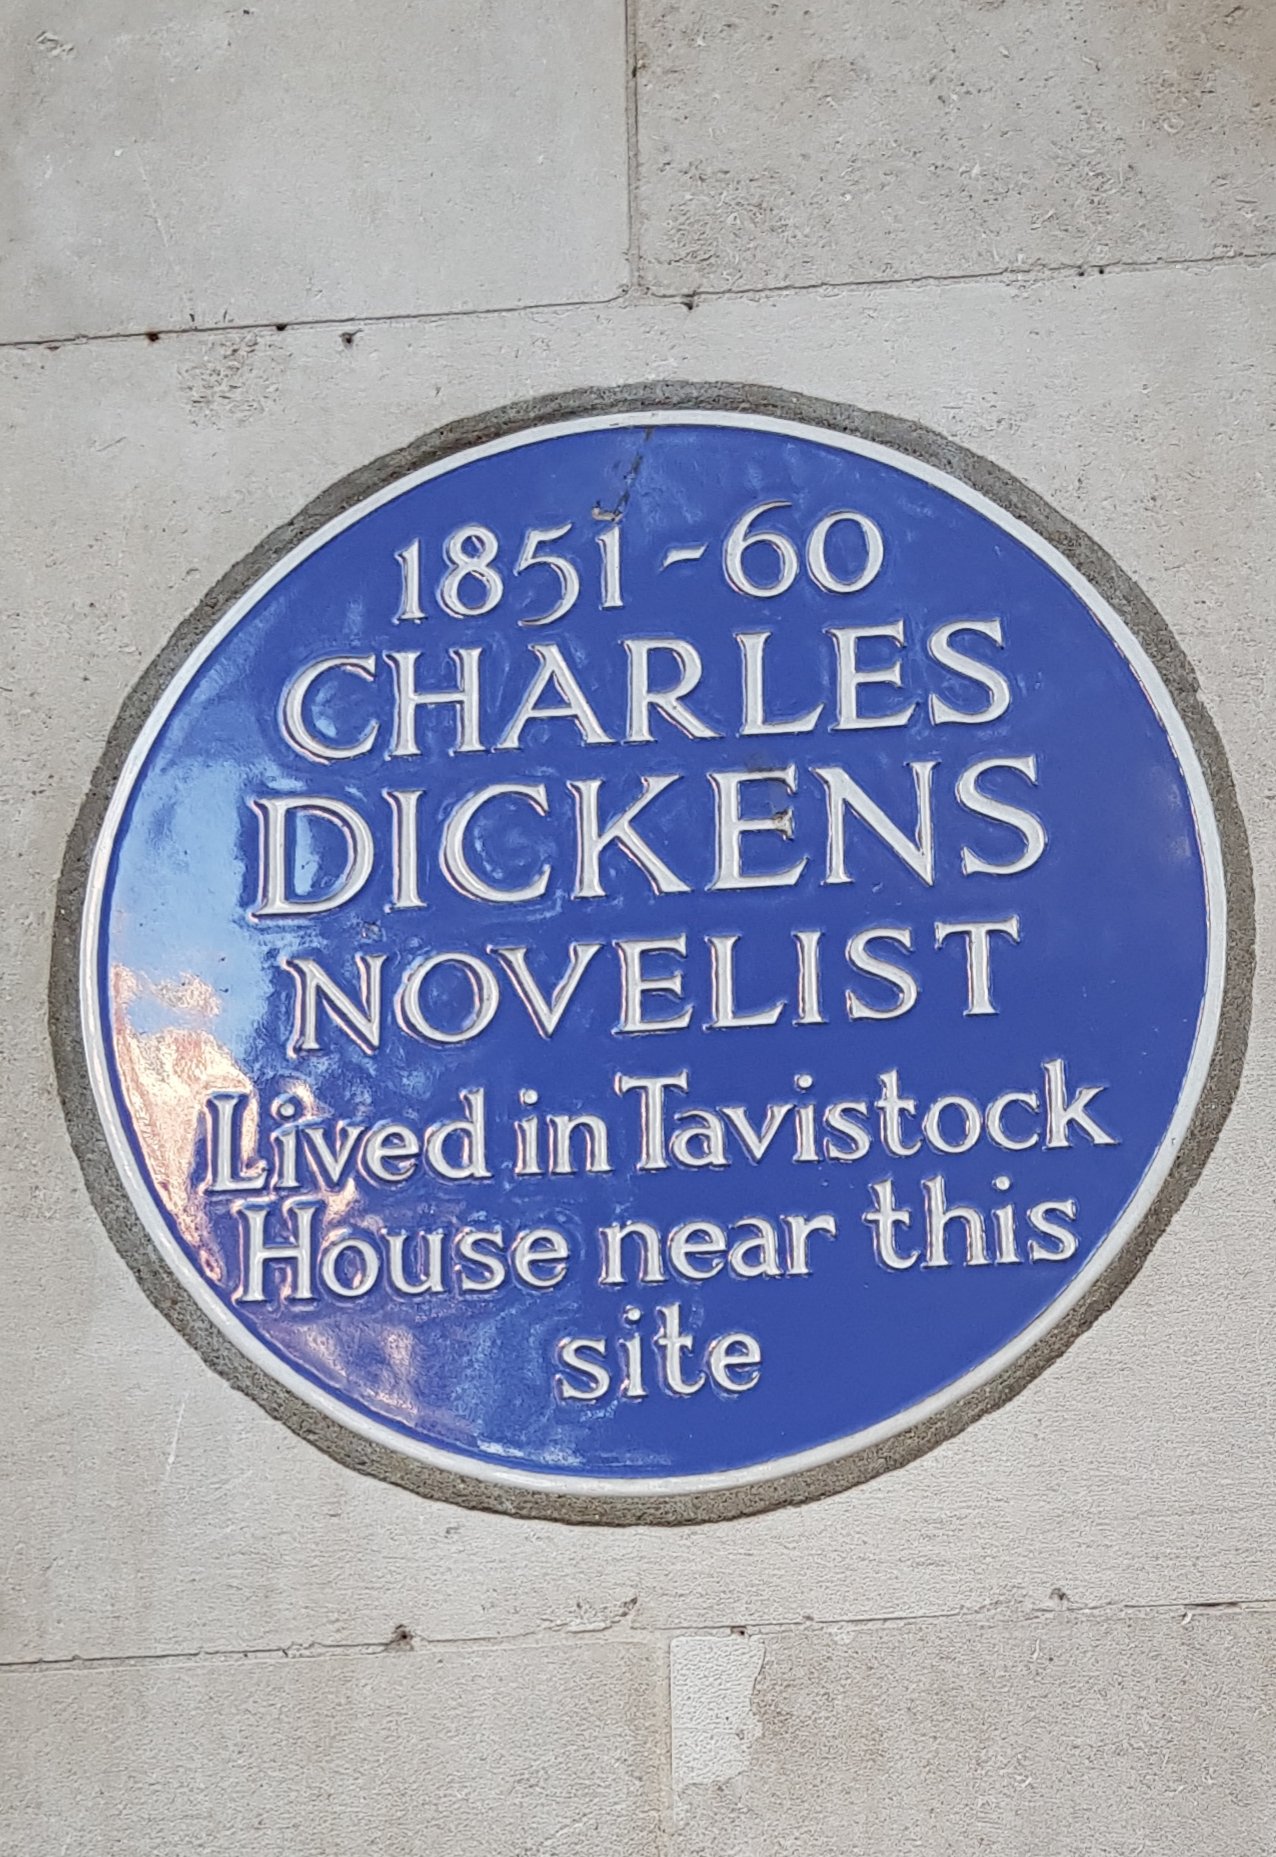 1851-60
CHARLES
DICKENS
NOVELIST
Lived in Tavistock
House near this
site